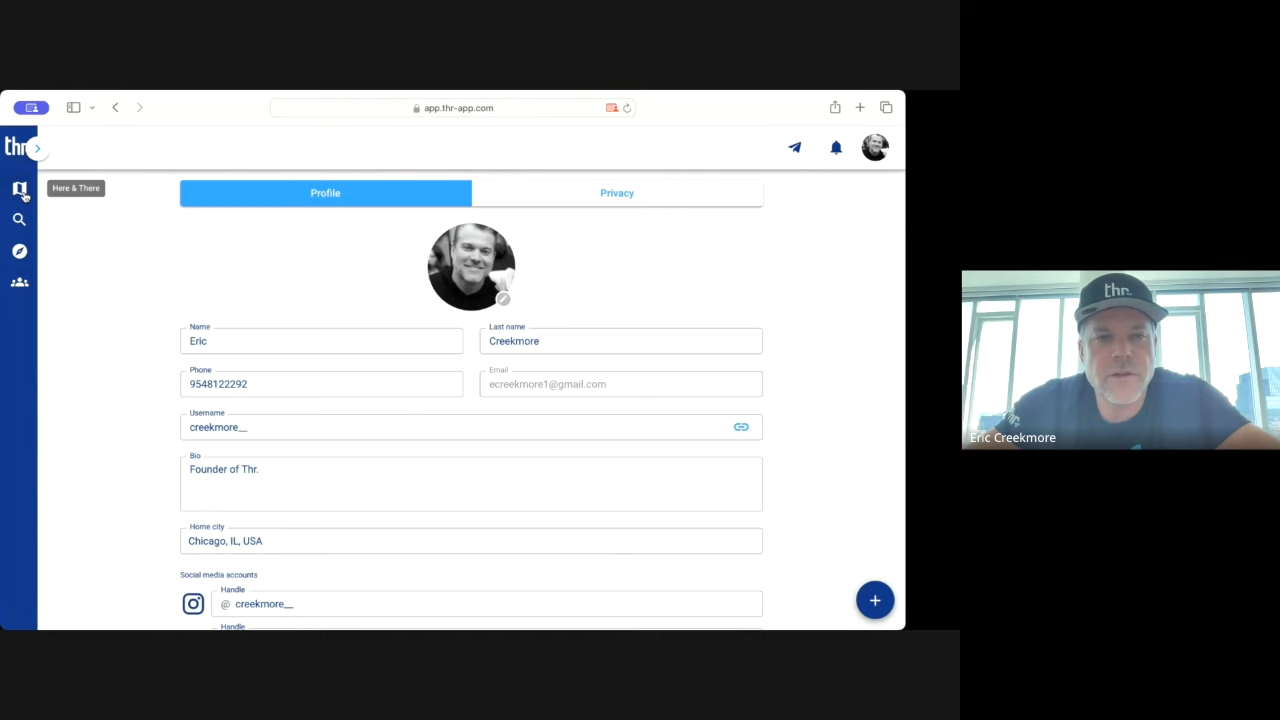 app.thr-app.com
thr
Here & There
Profile
Privacy
Name
Eric
Last name
Creekmore
Phone
9548122292
Email
ecreekmore1@gmail.com
Username
creekmore__
Bio
Founder of Thr.
Home city
Chicago, IL, USA
Social media accounts
Handle
@ creekmore__
Handle
thr
Eric Creekmore